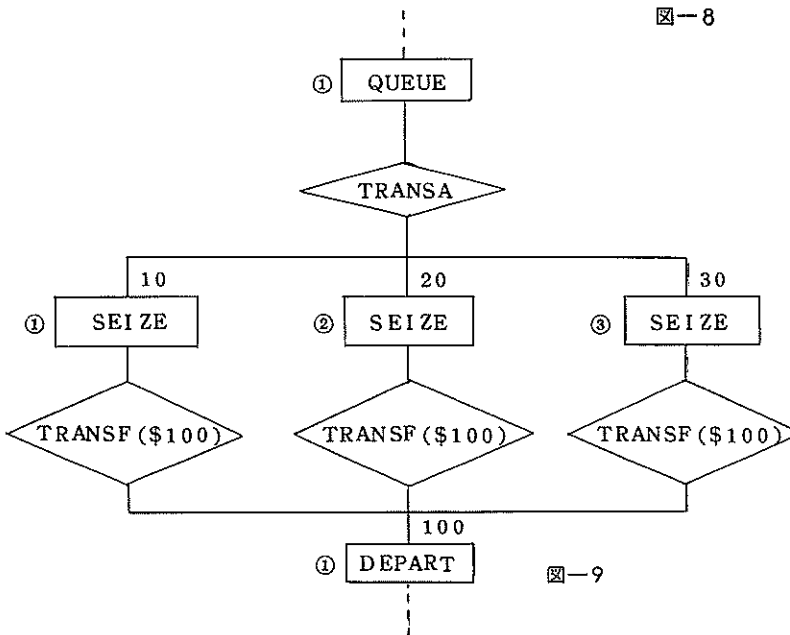 図—8
① QUEUE
TRANSA
10 20 30
① SEIZE ② SEIZE ③ SEIZE
TRANSF($100) TRANSF($100) TRANSF($100)
100
① DEPART
図—9